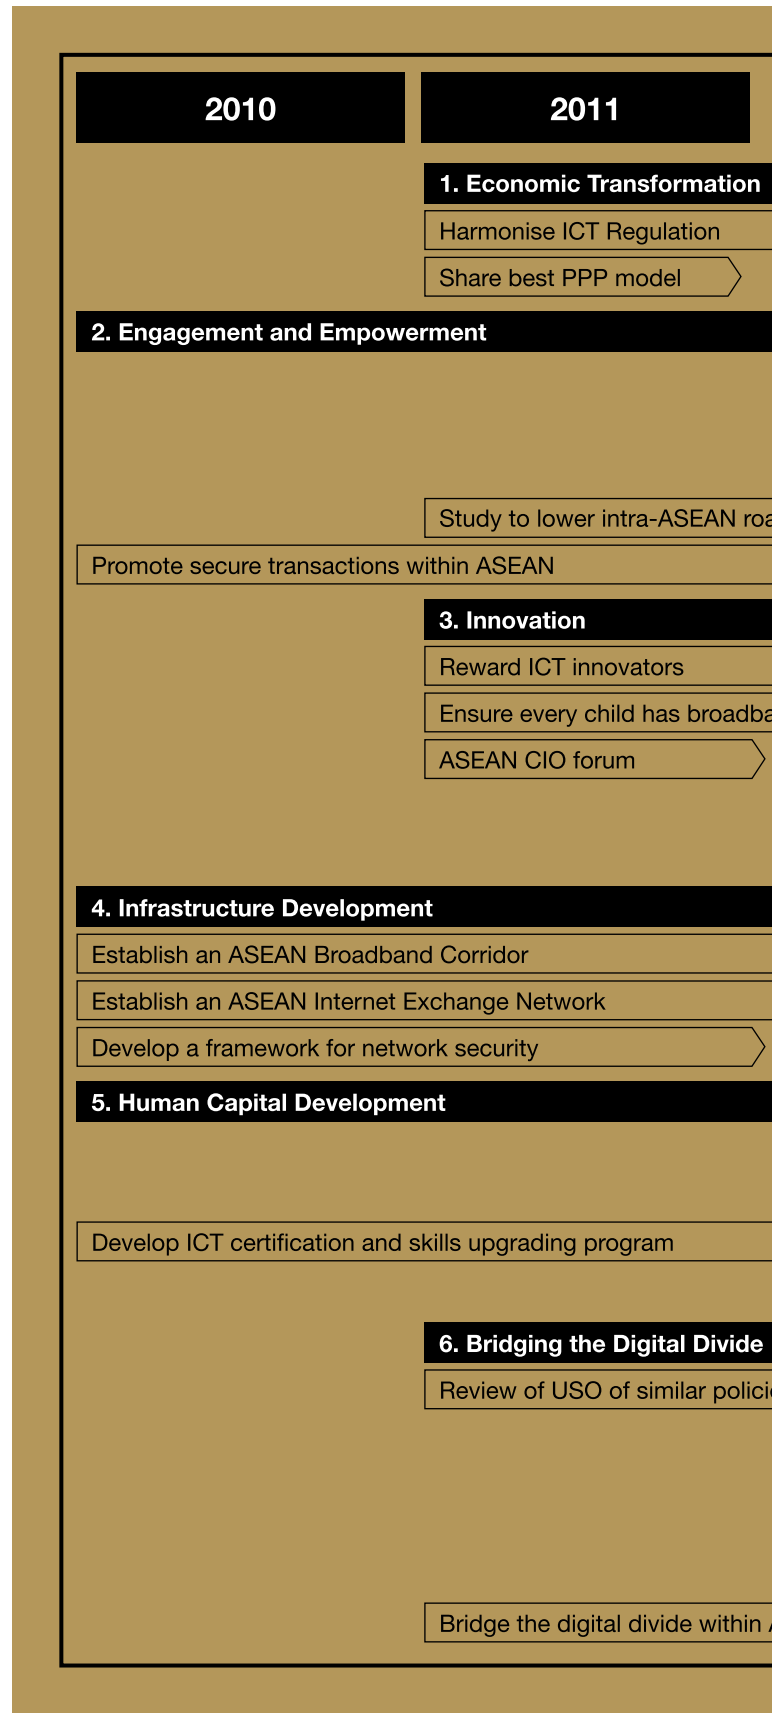 2010
2011
1. Economic Transformation
Harmonise ICT Regulation
Share best PPP model
2. Engagement and Empowerment
Study to lower intra-ASEAN
Promote secure transactions within ASEAN
3. Innovation
Reward ICT innovators
Ensure every child has
ASEAN CIO forum
4. Infrastructure Development
Establish an ASEAN Broadband Corridor
Establish an ASEAN Internet Exchange Network
Develop a framework for network security
5. Human Capital Development
Develop ICT certification and skills upgrading program
6. Bridging the Digital Divide
Review of USO of similar
Bridge the digital divide within